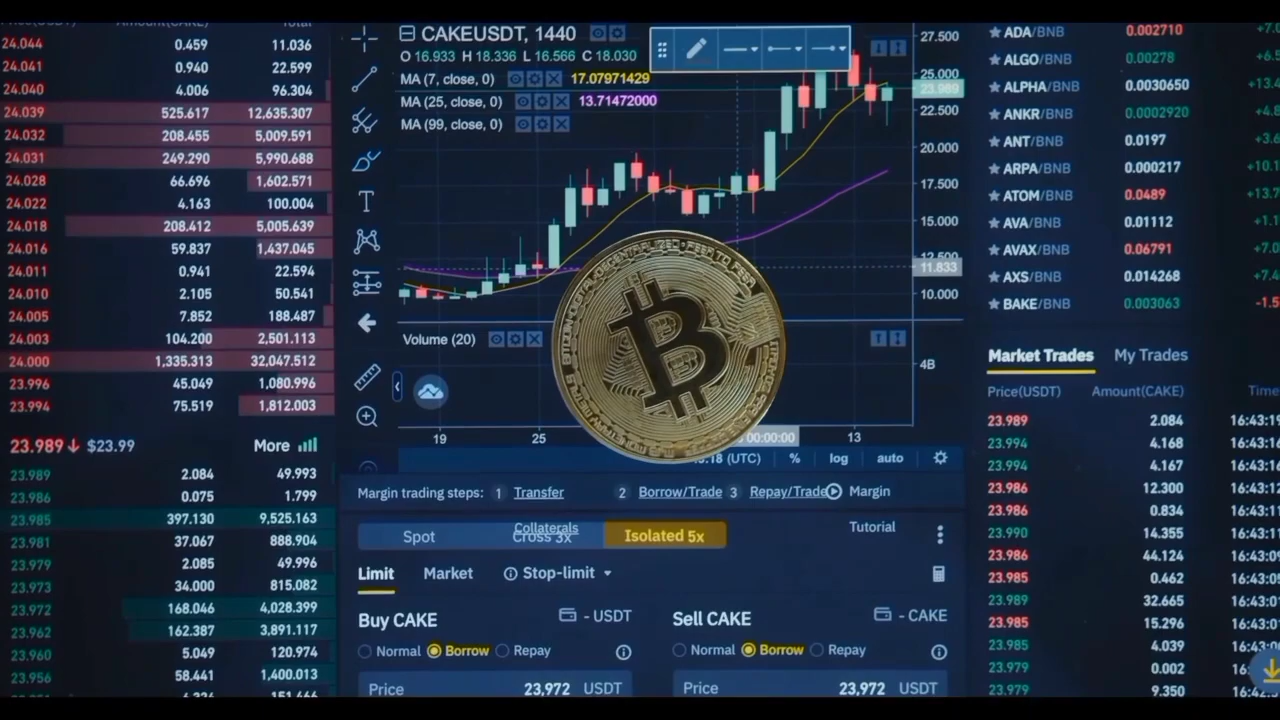 Price(USDT) Amount(CAKE) Total
24.044 0.459 11.036
24.041 0.940 22.599
24.040 4.006 96.304
24.039 525.617 12,635.307
24.032 208.455 5,009.591
24.031 249.290 5,990.688
24.028 66.696 1,602.571
24.022 4.163 100.004
24.018 208.412 5,005.639
24.016 59.837 1,437.045
24.011 0.941 22.594
24.010 2.105 50.541
24.005 7.852 188.487
24.003 104.200 2,501.113
24.000 1,335.313 32,047.512
23.996 45.049 1,080.996
23.994 75.519 1,812.003
23.989↓ $23.99 More
23.989 2.084 49.993
23.986 0.075 1.799
23.985 397.130 9,525.163
23.981 37.067 888.904
23.979 2.085 49.996
23.973 34.000 815.082
23.972 168.046 4,028.399
23.962 162.387 3,891.117
23.960 5.049 120.974
23.956 58.441 1,400.013
CAKEUSDT, 1440
O 16.933 H 18.336 L 16.566 C 18.030
MA (7, close, 0) 17.07971429
MA (25, close, 0) 13.71472000
MA (99, close, 0)
27.500
25.000
23.989
22.500
20.000
17.500
15.000
12.500
11.833
10.000
Volume (20)
4B
DECENTRALIZED PEER TO PEER
19 25 00:00:00 13
(UTC) % log auto
Margin trading steps: 1 Transfer 2 Borrow/Trade 3 Repay/Trade Margin
Collaterals Tutorial
Spot Cross 3x Isolated 5x
Limit Market Stop-limit
Buy CAKE - USDT Sell CAKE - CAKE
Normal Borrow Repay Normal Borrow Repay
Price 23,972 USDT Price 23,972 USDT
ADA/BNB 0.002710
ALGO/BNB 0.00278
ALPHA/BNB 0.0030650
ANKR/BNB 0.0002920
ANT/BNB 0.0197
ARPA/BNB 0.000217
ATOM/BNB 0.0489
AVA/BNB 0.01112
AVAX/BNB 0.06791
AXS/BNB 0.014268
BAKE/BNB 0.003063
Market Trades My Trades
Price(USDT) Amount(CAKE) Time
23.989 2.084
23.994 4.168
23.994 4.167
23.986 12.300
23.986 0.834
23.990 14.355
23.986 44.124
23.985 0.462
23.989 32.665
23.985 15.296
23.985 4.039
23.979 0.002
23.979 9.350